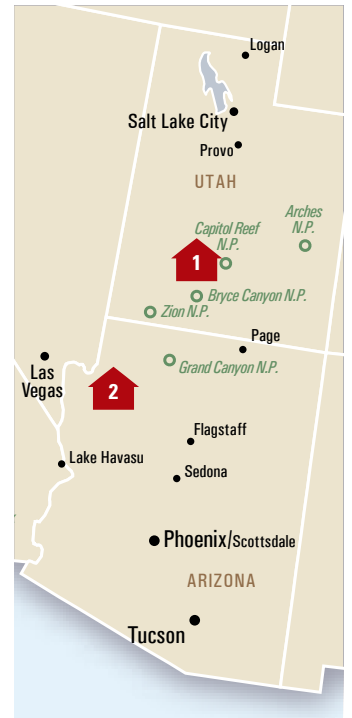 Logan
Salt Lake City
Provo
UTAH
Arches
N.P.
Capitol Reef
N.P.
1
Bryce Canyon N.P.
Zion N.P.
Page
Las
Vegas
Grand Canyon N.P.
2
Flagstaff
Lake Havasu
Sedona
Phoenix/Scottsdale
ARIZONA
Tucson